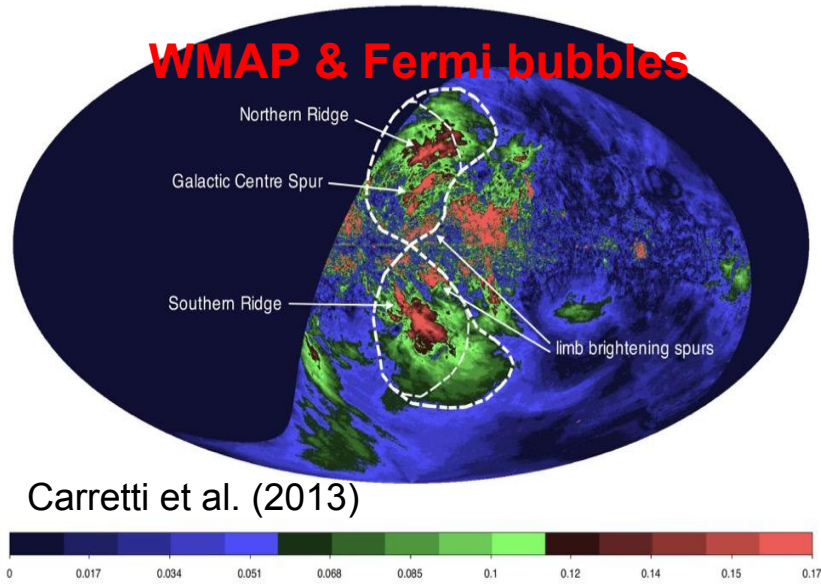 WMAP & Fermi bubbles
Northern Ridge
Galactic Centre Spur
Southern Ridge
limb brightening spurs
Carretti et al. (2013)
0 0.017 0.034 0.051 0.068 0.085 0.1 0.12 0.14 0.15 0.17